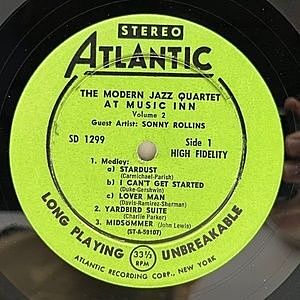 STEREO
ATLANTIC
THE MODERN JAZZ QUARTET
AT MUSIC INN
Volume 2
Guest Artist: SONNY ROLLINS
SD 1299
Side 1
HIGH FIDELITY
1. Medley:
a) STARDUST
(Carmichael-Parish)
b) I CAN'T GET STARTED
(Duke-Gershwin)
c) LOVER MAN
(Davis-Ramirez-Sherman)
2. YARDBIRD SUITE
(Charlie Parker)
3. MIDSOMMER (John Lewis)
(ST-A-59107)
LONG PLAYING 33⅓ RPM UNBREAKABLE
ATLANTIC RECORDING CORP., NEW YORK